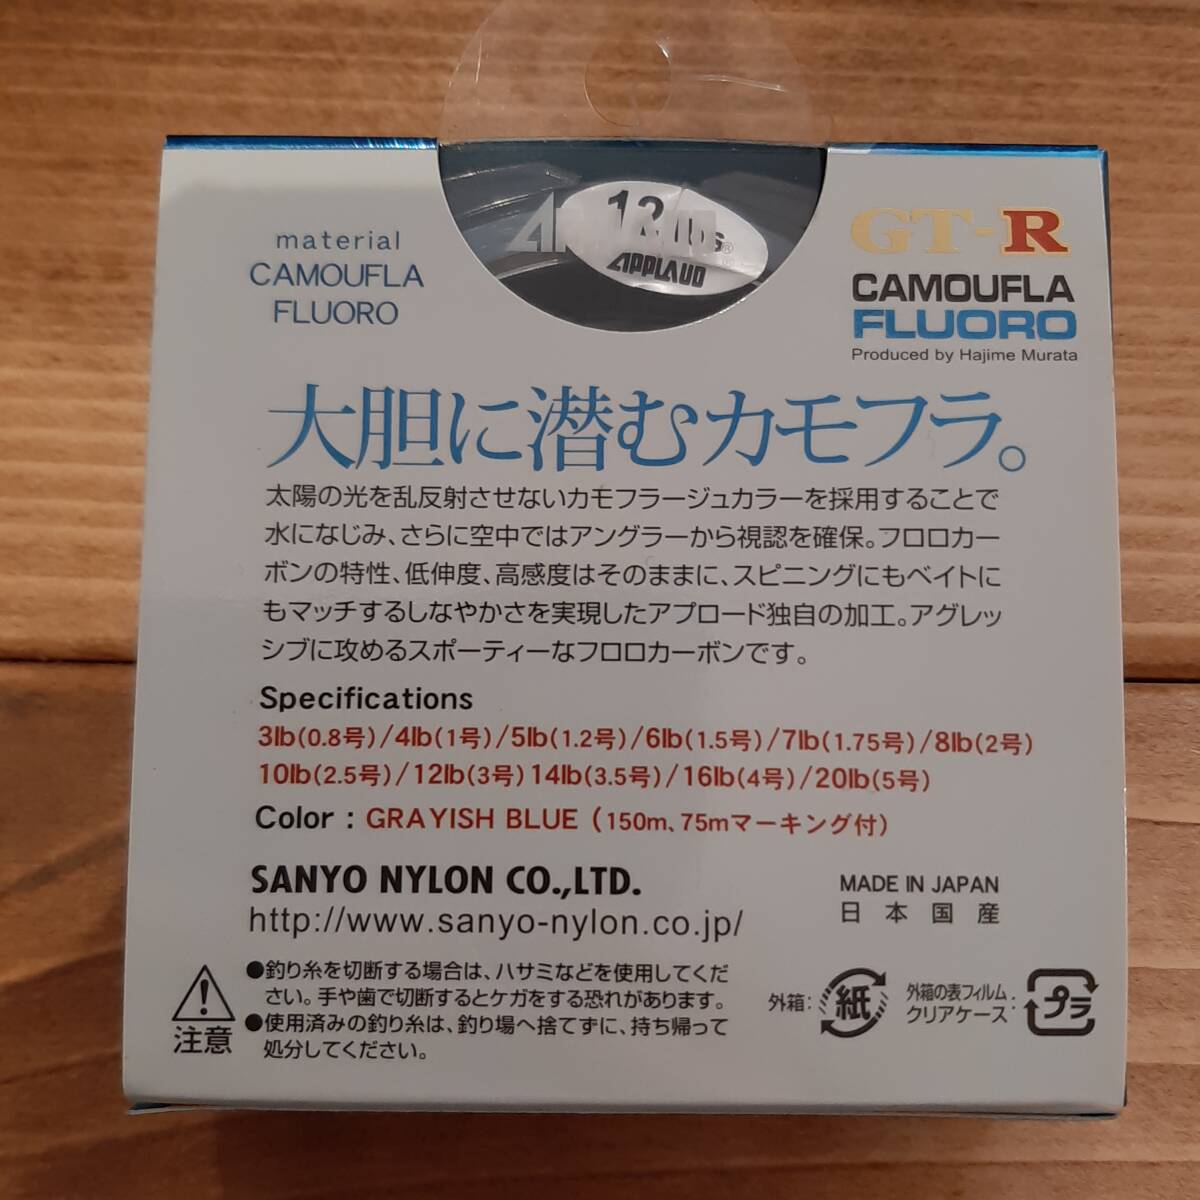 12 lb
APPLAUD
material
CAMOUFLA
FLUORO
GT-R
CAMOUFLA
FLUORO
Produced by Hajime Murata
大胆に潜むカモフラ。
太陽の光を乱反射させないカモフラージュカラーを採用することで
水になじみ、さらに空中ではアングラーから視認を確保。フロロカー
ボンの特性、低伸度、高感度はそのままに、スピニングにもベイトに
もマッチするしなやかさを実現したアプロード独自の加工。アグレッ
シブに攻めるスポーティーなフロロカーボンです。
Specifications
3lb(0.8号)/4lb(1号)/5lb(1.2号)/6lb(1.5号)/7lb(1.75号)/8lb(2号)
10lb(2.5号)/12lb(3号) 14lb(3.5号)/16lb(4号)/20lb(5号)
Color : GRAYISH BLUE (150m、75mマーキング付)
SANYO NYLON CO.,LTD.
http://www.sanyo-nylon.co.jp/
MADE IN JAPAN
日本国産
注意
●釣り糸を切断する場合は、ハサミなどを使用してくだ
さい。手や歯で切断するとケガをする恐れがあります。
●使用済みの釣り糸は、釣り場へ捨てずに、持ち帰って
処分してください。
外箱: 紙
外箱の表フィルム:
クリアケース
プラ